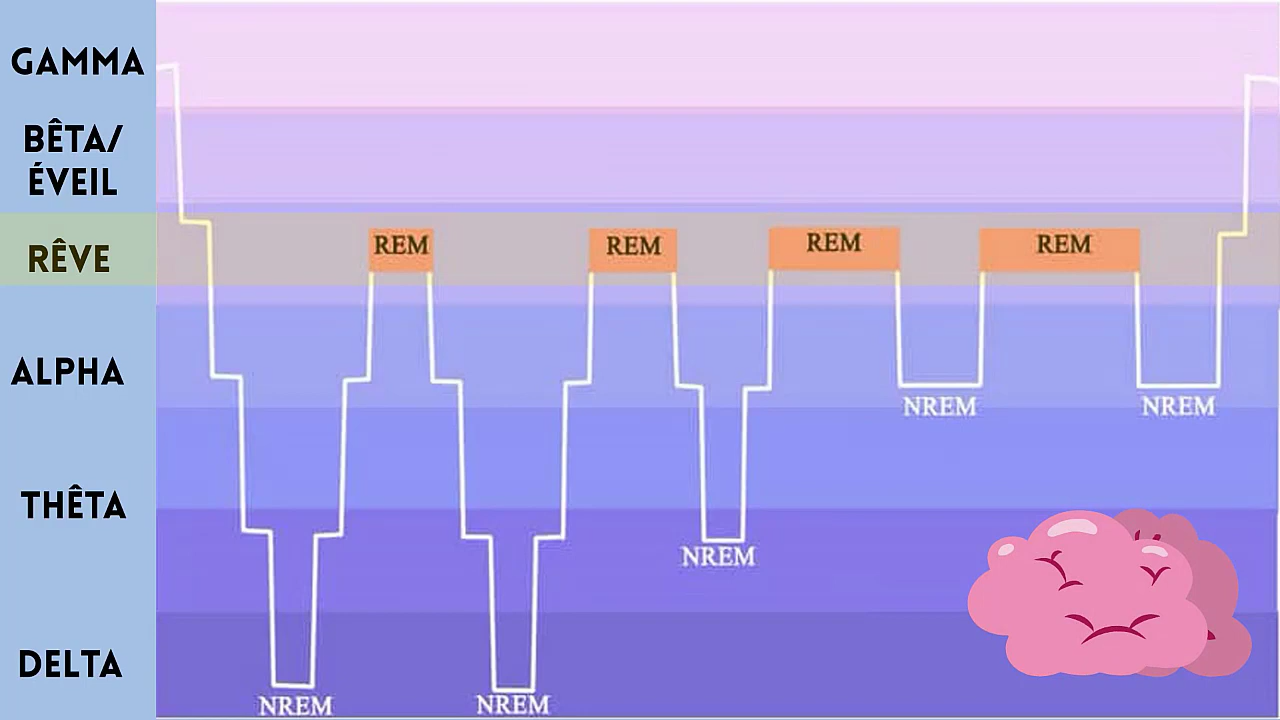 GAMMA
BÊTA/
ÉVEIL
RÊVE
REM
REM
REM
REM
ALPHA
NREM
NREM
THÊTA
NREM
DELTA
NREM
NREM